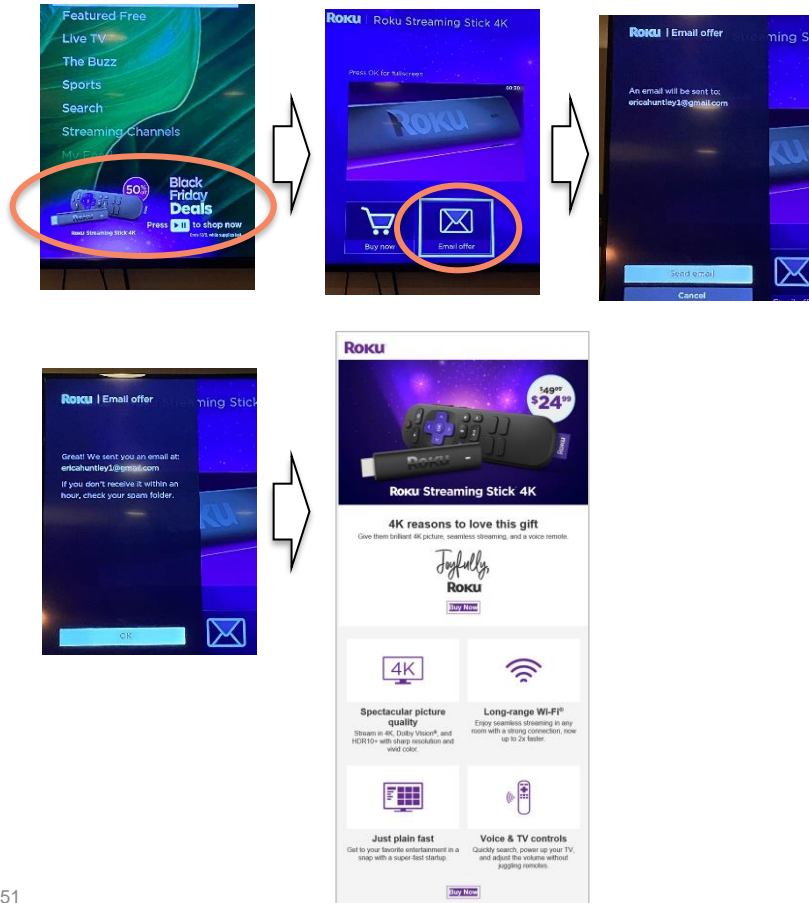 Featured Free
Live TV
The Buzz
Sports
Search
Streaming Channels
50%
Black
Friday
Deals
Press to shop now
Roku Streaming Stick 4K
ROKU | Roku Streaming Stick 4K
Press OK for fullscreen
ROKU
Buy now
Email offer
ROKU | Email offer
ming S
An email will be sent to:
ericahuntley1@gmail.com
Send email
Cancel
ROKU | Email offer
ming Stick
Great! We sent you an email at:
ericahuntley1@gmail.com
If you don't receive it within an
hour, check your spam folder.
OK
ROKU
$4999
$2499
ROKU
ROKU
ROKU Streaming Stick 4K
4K reasons to love this gift
Give them brilliant 4K picture, seamless streaming, and a voice remote.
Joyfully,
ROKU
Buy Now
4K
Spectacular picture
quality
Stream in 4K, Dolby Vision®, and
HDR10+ with sharp resolution and
vivid color.
Long-range Wi-Fi®
Enjoy seamless streaming in any
room with a strong connection, now
up to 2x faster.
Just plain fast
Get to your favorite entertainment in a
snap with a super-fast startup.
Voice & TV controls
Quickly search, power up your TV,
and adjust the volume without
juggling remotes.
Buy Now
51